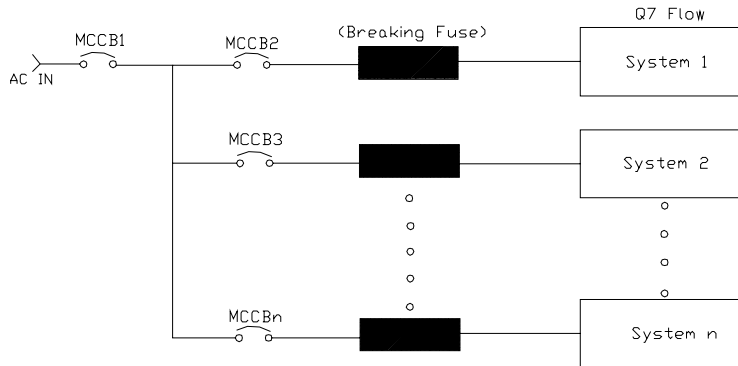 Q7 Flow
MCCB1
MCCB2
(Breaking Fuse)
AC IN
System 1
MCCB3
System 2
MCCBn
System n